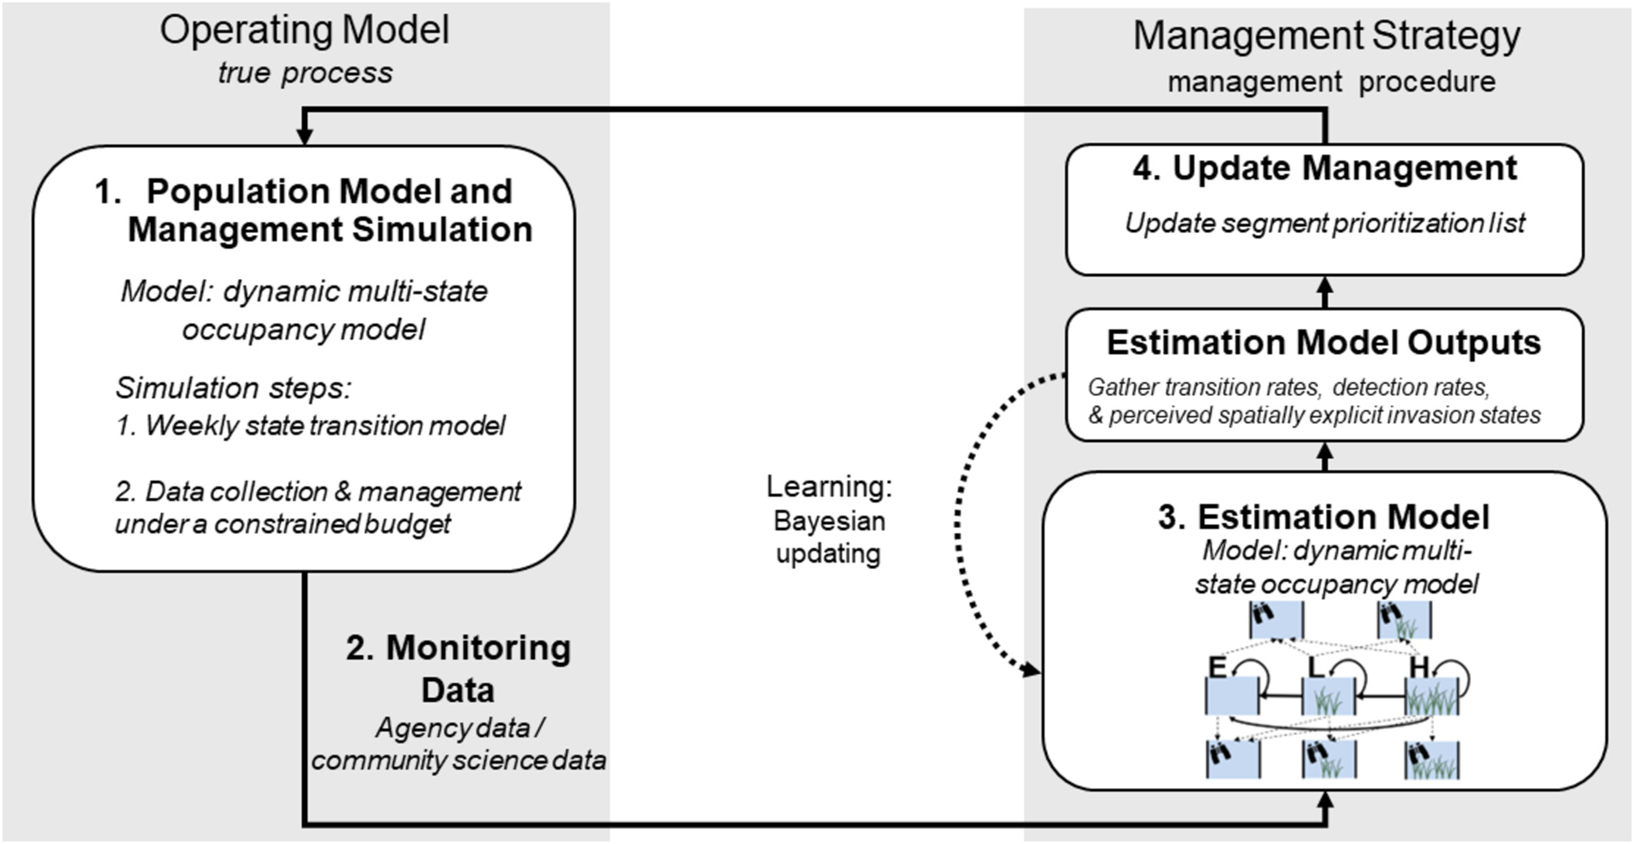 Operating Model
true process
1. Population Model and
Management Simulation
Model: dynamic multi-state
occupancy model
Simulation steps:
1. Weekly state transition model
2. Data collection & management
under a constrained budget
2. Monitoring
Data
Agency data /
community science data
Learning:
Bayesian
updating
Management Strategy
management procedure
4. Update Management
Update segment prioritization list
Estimation Model Outputs
Gather transition rates, detection rates,
& perceived spatially explicit invasion states
3. Estimation Model
Model: dynamic multi-
state occupancy model
E L H